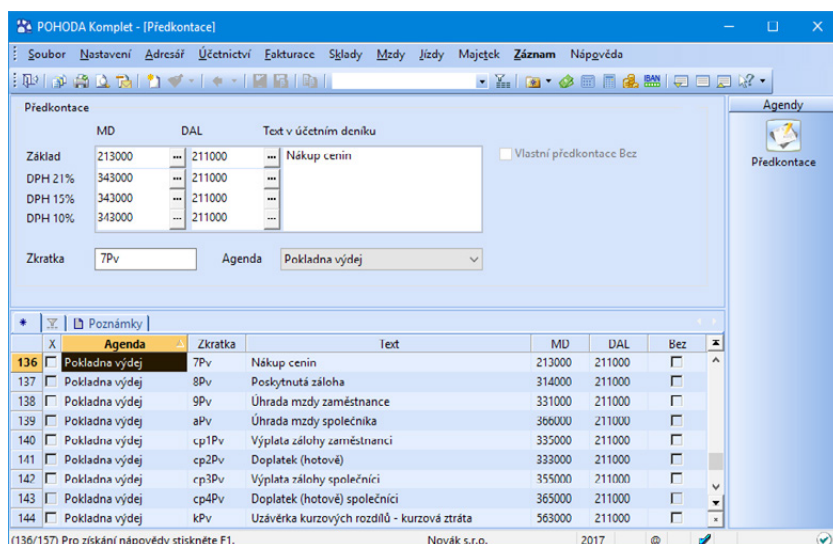 POHODA Komplet - [Předkontace]
Soubor Nastavení Adresář Účetnictví Fakturace Sklady Mzdy Jízdy Majetek Záznam Nápověda
IBAN
Předkontace
Agendy
MD DAL Text v účetním deníku
Základ 213000 211000 Nákup cenin Vlastní předkontace Bez
Předkontace
DPH 21% 343000 211000
DPH 15% 343000 211000
DPH 10% 343000 211000
Zkratka 7Pv Agenda Pokladna výdej
Poznámky
X Agenda Zkratka Text MD DAL Bez
136 Pokladna výdej 7Pv Nákup cenin 213000 211000
137 Pokladna výdej 8Pv Poskytnutá záloha 314000 211000
138 Pokladna výdej 9Pv Úhrada mzdy zaměstnance 331000 211000
139 Pokladna výdej aPv Úhrada mzdy společníka 366000 211000
140 Pokladna výdej cp1Pv Výplata zálohy zaměstnanci 335000 211000
141 Pokladna výdej cp2Pv Doplatek (hotově) 333000 211000
142 Pokladna výdej cp3Pv Výplata zálohy společníci 355000 211000
143 Pokladna výdej cp4Pv Doplatek (hotově) společníci 365000 211000
144 Pokladna výdej kPv Uzávěrka kurzových rozdílů - kurzová ztráta 563000 211000
(136/157) Pro získání nápovědy stiskněte F1. Novák s.r.o. 2017 @